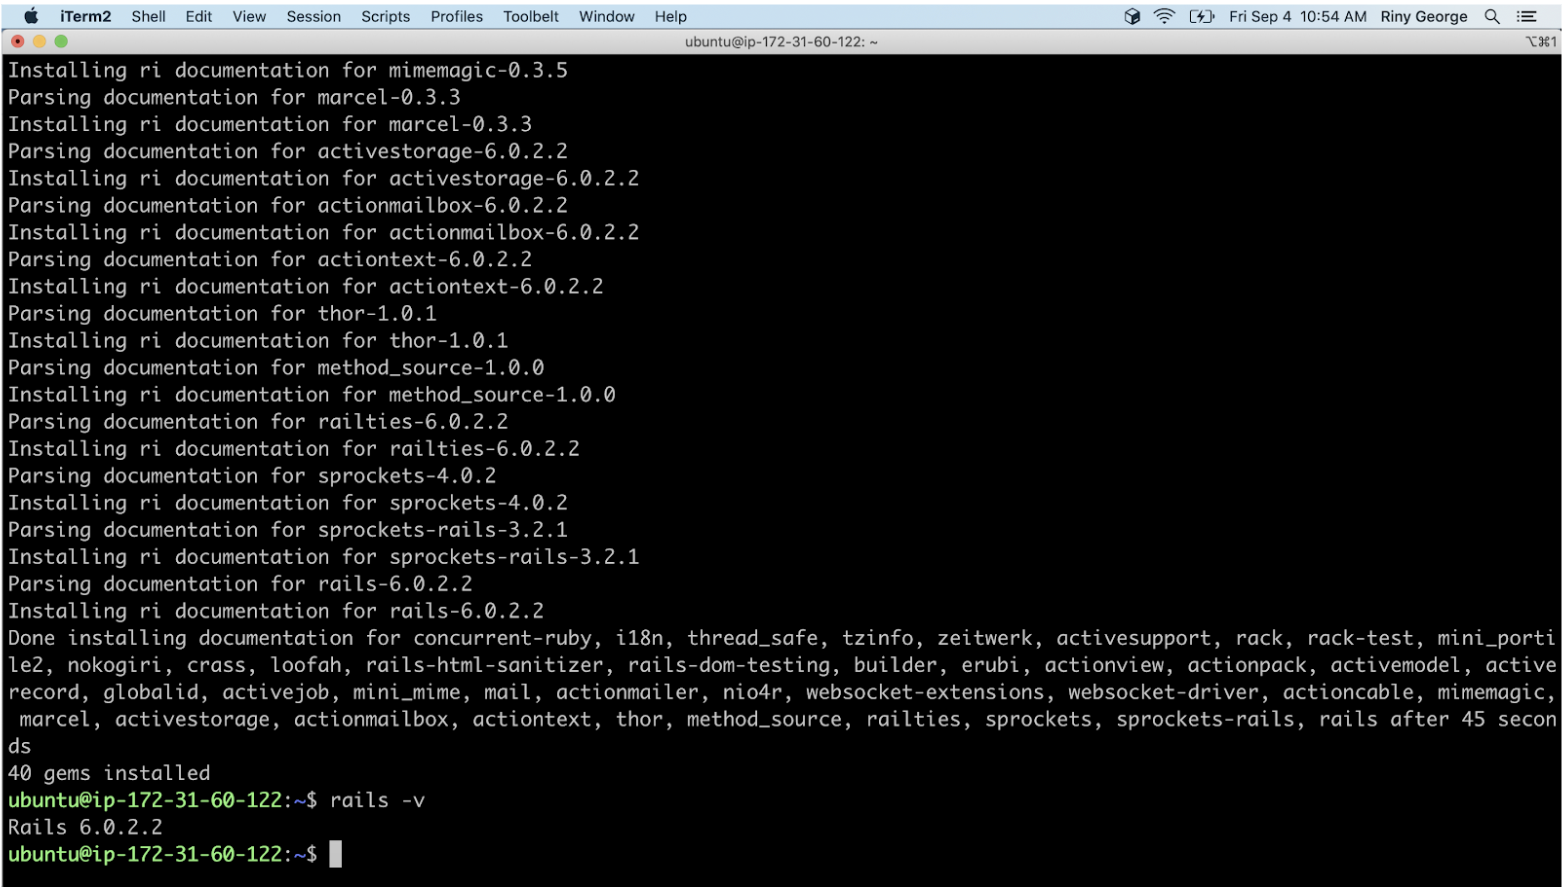 iTerm2 Shell Edit View Session Scripts Profiles Toolbelt Window Help Fri Sep 4 10:54 AM Riny George
ubuntu@ip-172-31-60-122: ~ ⌥⌘1
Installing ri documentation for mimemagic-0.3.5
Parsing documentation for marcel-0.3.3
Installing ri documentation for marcel-0.3.3
Parsing documentation for activestorage-6.0.2.2
Installing ri documentation for activestorage-6.0.2.2
Parsing documentation for actionmailbox-6.0.2.2
Installing ri documentation for actionmailbox-6.0.2.2
Parsing documentation for actiontext-6.0.2.2
Installing ri documentation for actiontext-6.0.2.2
Parsing documentation for thor-1.0.1
Installing ri documentation for thor-1.0.1
Parsing documentation for method_source-1.0.0
Installing ri documentation for method_source-1.0.0
Parsing documentation for railties-6.0.2.2
Installing ri documentation for railties-6.0.2.2
Parsing documentation for sprockets-4.0.2
Installing ri documentation for sprockets-4.0.2
Parsing documentation for sprockets-rails-3.2.1
Installing ri documentation for sprockets-rails-3.2.1
Parsing documentation for rails-6.0.2.2
Installing ri documentation for rails-6.0.2.2
Done installing documentation for concurrent-ruby, i18n, thread_safe, tzinfo, zeitwerk, activesupport, rack, rack-test, mini_porti
le2, nokogiri, crass, loofah, rails-html-sanitizer, rails-dom-testing, builder, erubi, actionview, actionpack, activemodel, active
record, globalid, activejob, mini_mime, mail, actionmailer, nio4r, websocket-extensions, websocket-driver, actioncable, mimemagic,
marcel, activestorage, actionmailbox, actiontext, thor, method_source, railties, sprockets, sprockets-rails, rails after 45 secon
ds
40 gems installed
ubuntu@ip-172-31-60-122:~$ rails -v
Rails 6.0.2.2
ubuntu@ip-172-31-60-122:~$